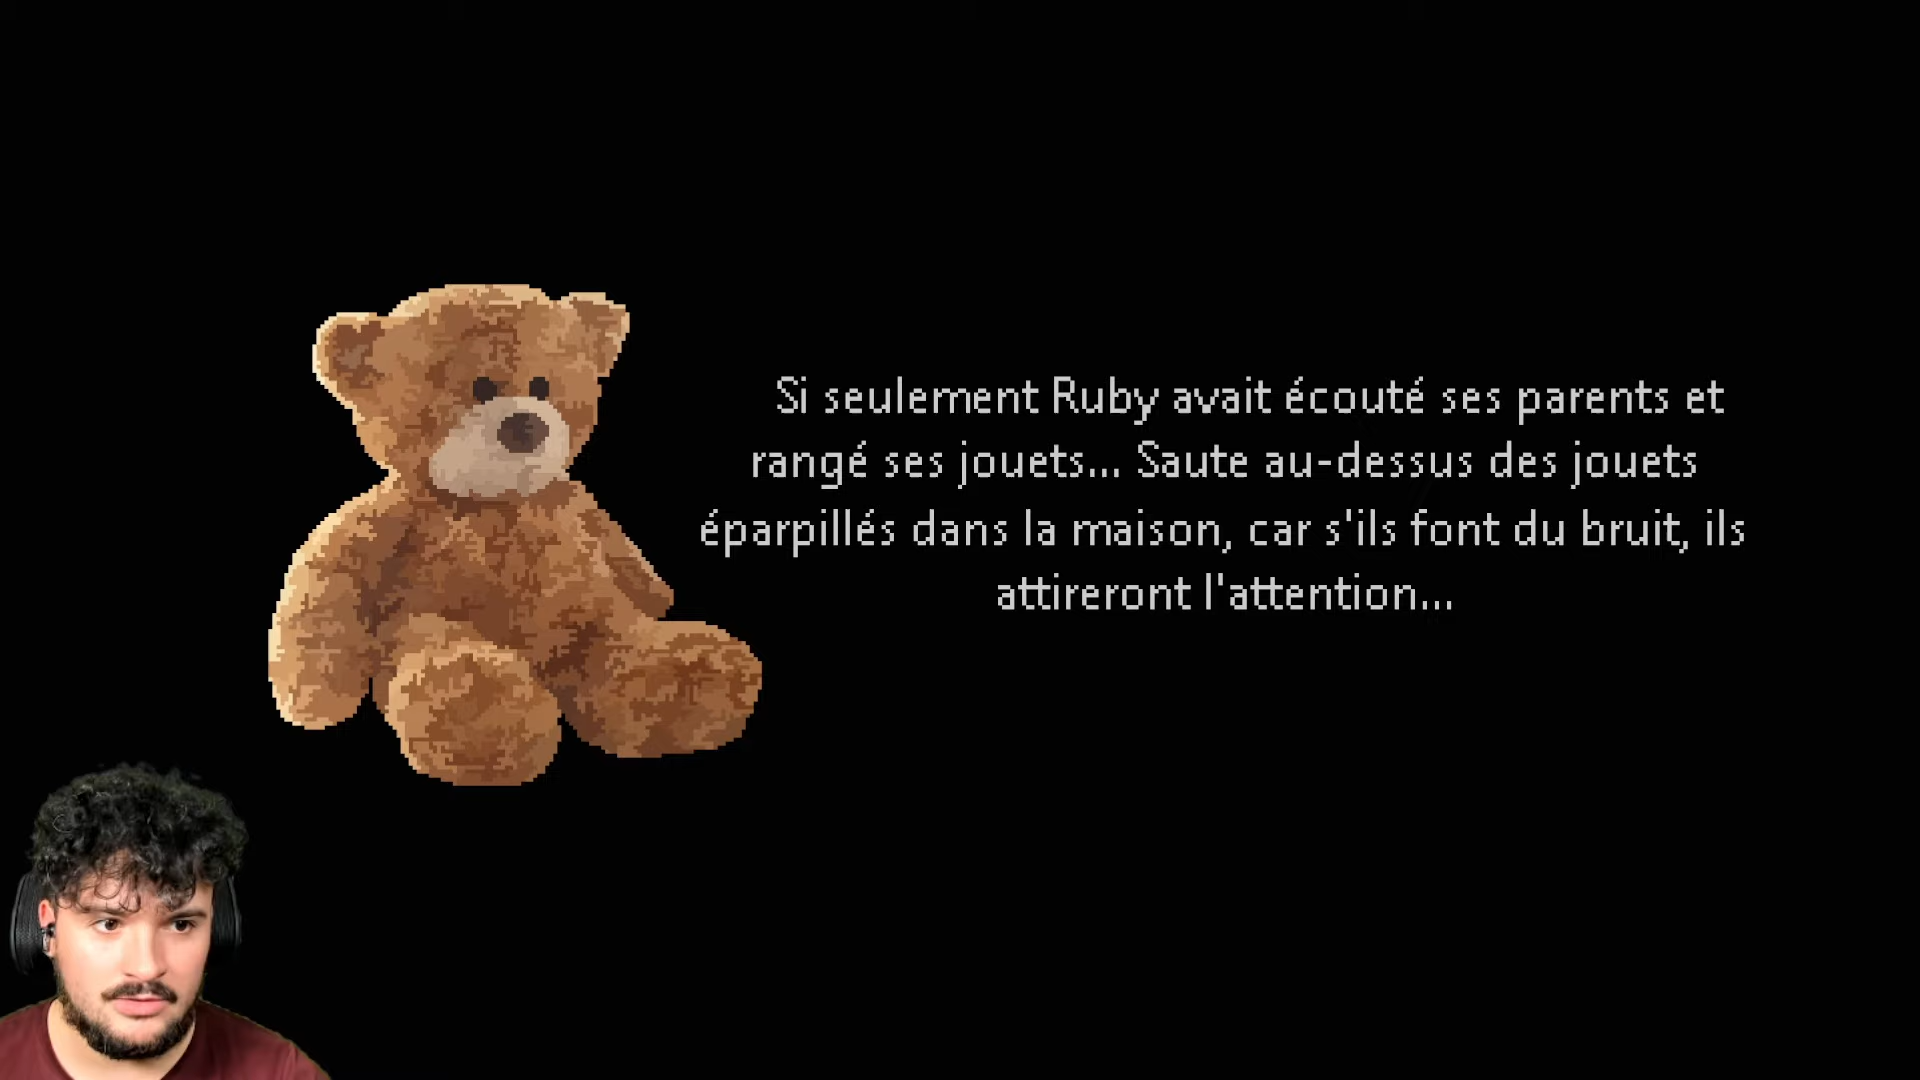 Si seulement Ruby avait écouté ses parents et
rangé ses jouets... Saute au-dessus des jouets
éparpillés dans la maison, car s'ils font du bruit, ils
attireront l'attention...